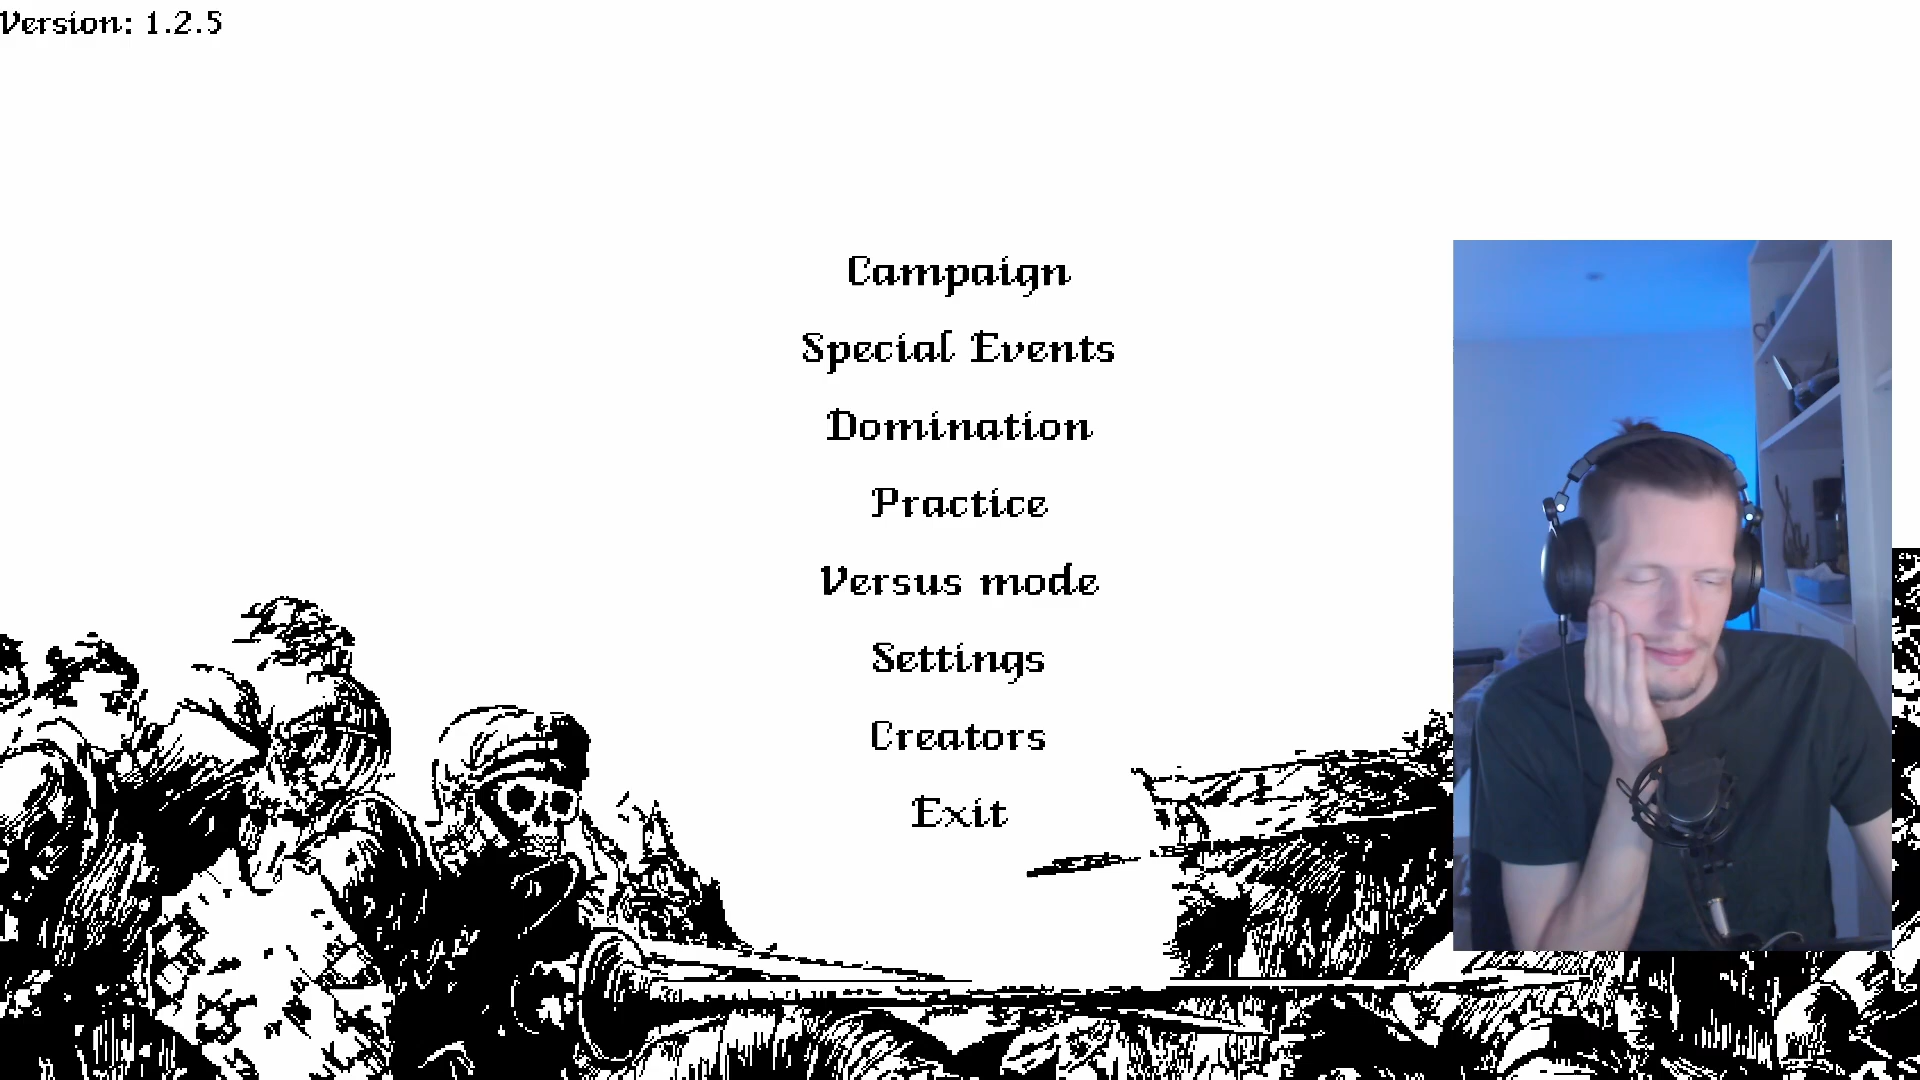 Version: 1.2.5
Campaign
Special Events
Domination
Practice
Versus mode
Settings
Creators
Exit